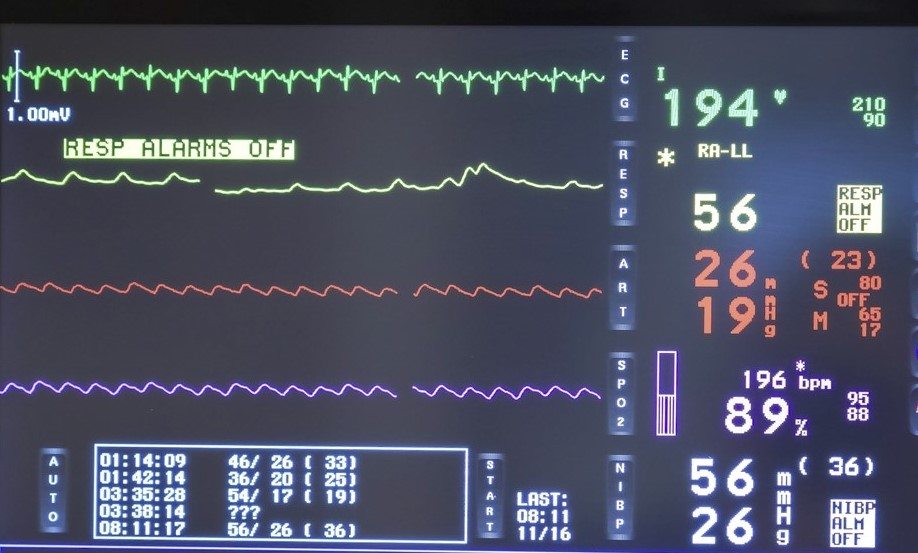 1.00mV
ECG
I
194
210
90
RESP ALARMS OFF
RESP
* RA-LL
56
RESP
ALM
OFF
ART
26 mmHg ( 23)
19
S 80
OFF
M 65
17
SPO2
196 * bpm
89 %
95
88
AUTO
01:14:09 46/ 26 ( 33)
01:42:14 36/ 20 ( 25)
03:35:28 54/ 17 ( 19)
03:38:14 ???
08:11:17 56/ 26 ( 36)
START
LAST:
08:11
11/16
NIBP
56 mmHg ( 36)
26
NIBP
ALM
OFF